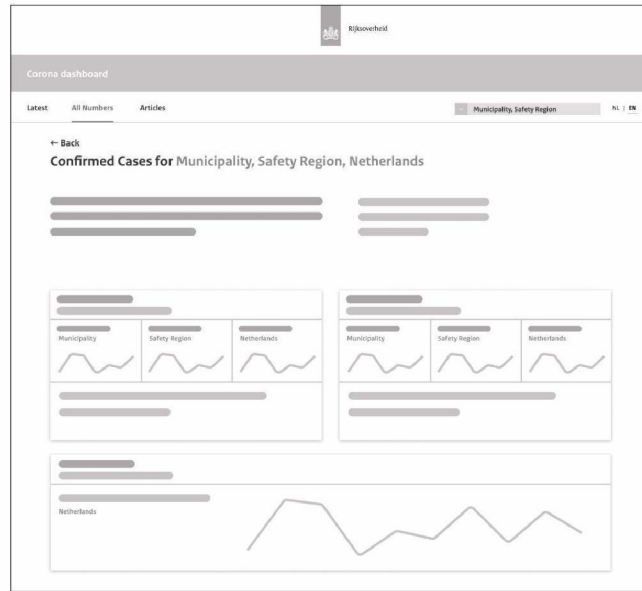 Rijksoverheid
Corona dashboard
Latest All Numbers Articles Municipality, Safety Region NL | EN
← Back
Confirmed Cases for Municipality, Safety Region, Netherlands
Municipality Safety Region Netherlands Municipality Safety Region Netherlands
Netherlands